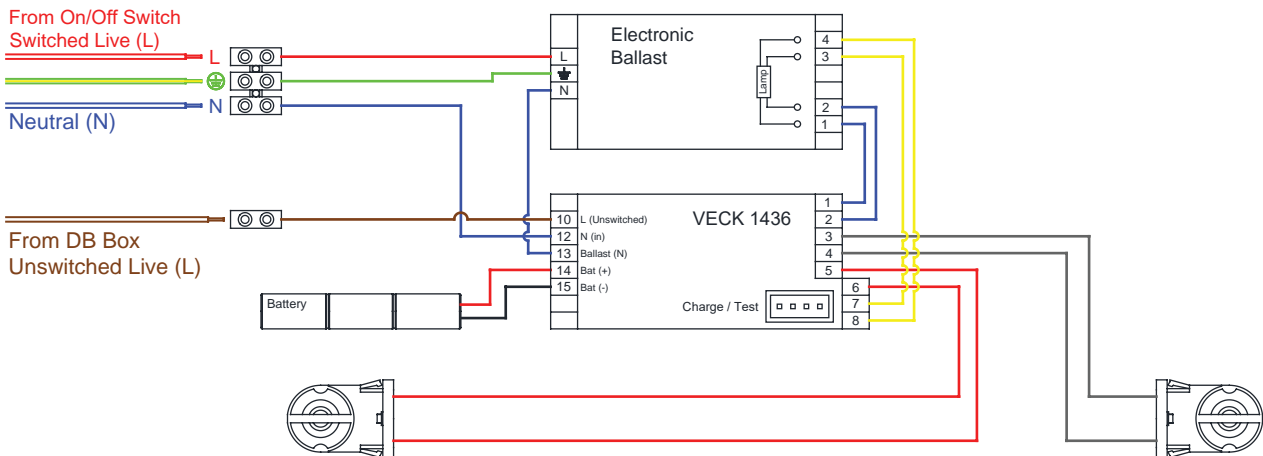 From On/Off Switch
Switched Live (L)
L
N
Neutral (N)
From DB Box
Unswitched Live (L)
Electronic
Ballast
L
N
Lamp
4
3
2
1
VECK 1436
10 L (Unswitched)
12 N (in)
13 Ballast (N)
14 Bat (+)
15 Bat (-)
1
2
3
4
5
6
7
8
Charge / Test
Battery